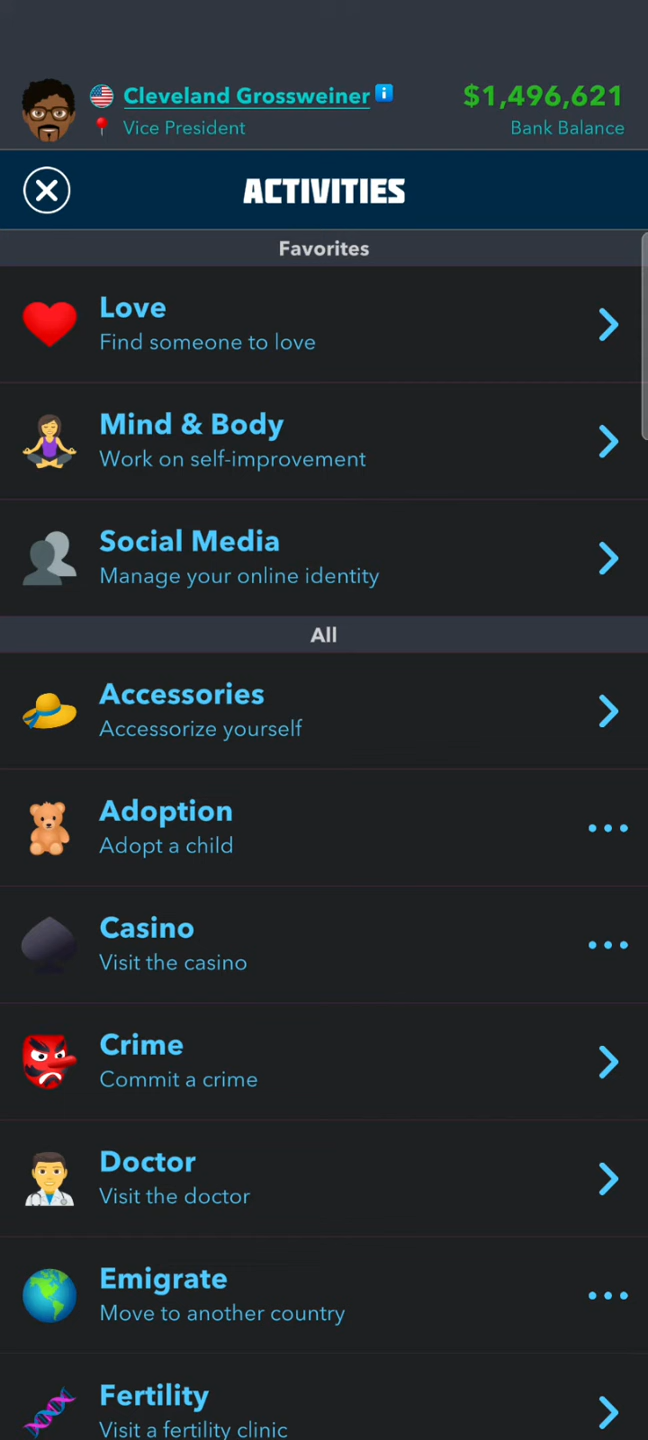 Cleveland Grossweiner
$1,496,621
Vice President
Bank Balance
ACTIVITIES
Favorites
Love
Find someone to love
Mind & Body
Work on self-improvement
Social Media
Manage your online identity
All
Accessories
Accessorize yourself
Adoption
Adopt a child
Casino
Visit the casino
Crime
Commit a crime
Doctor
Visit the doctor
Emigrate
Move to another country
Fertility
Visit a fertility clinic